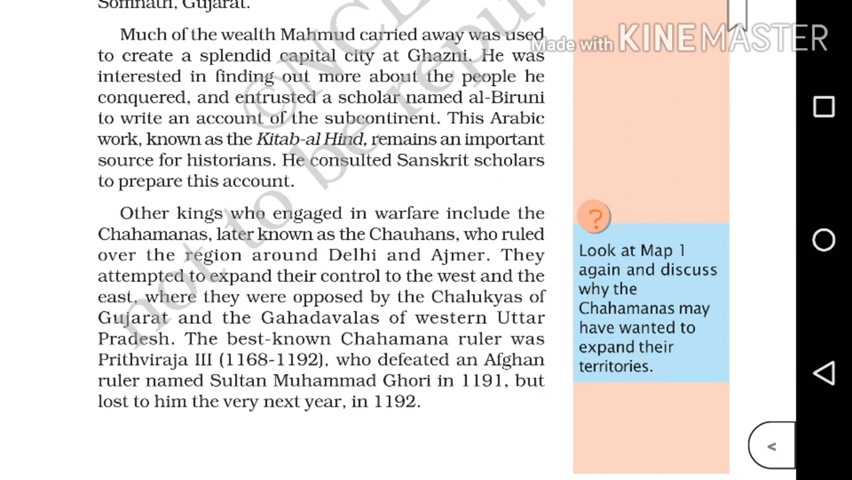 Somnath, Gujarat.
Much of the wealth Mahmud carried away was used
to create a splendid capital city at Ghazni. He was
interested in finding out more about the people he
conquered, and entrusted a scholar named al-Biruni
to write an account of the subcontinent. This Arabic
work, known as the Kitab-al Hind, remains an important
source for historians. He consulted Sanskrit scholars
to prepare this account.
Other kings who engaged in warfare include the
Chahamanas, later known as the Chauhans, who ruled
over the region around Delhi and Ajmer. They
attempted to expand their control to the west and the
east, where they were opposed by the Chalukyas of
Gujarat and the Gahadavalas of western Uttar
Pradesh. The best-known Chahamana ruler was
Prithviraja III (1168-1192), who defeated an Afghan
ruler named Sultan Muhammad Ghori in 1191, but
lost to him the very next year, in 1192.
?
Look at Map 1
again and discuss
why the
Chahamanas may
have wanted to
expand their
territories.
Made with KINEMASTER
©NCE
not to be repu
<